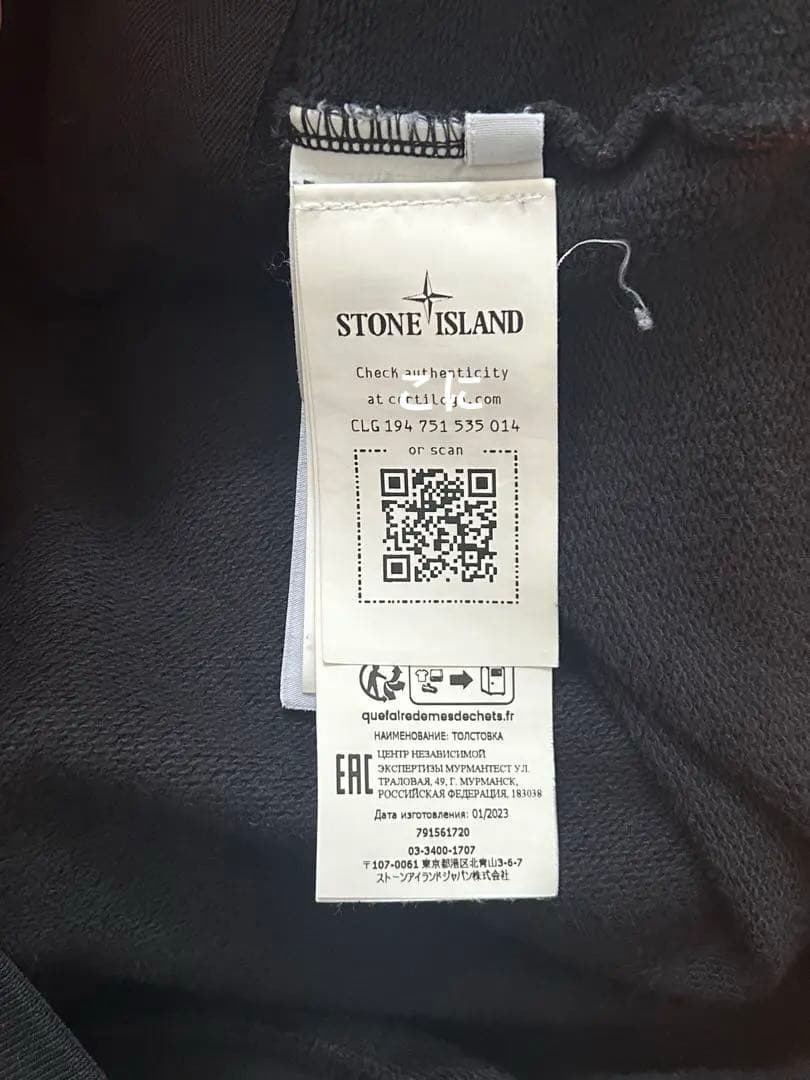 STONE ISLAND
Check authenticity
at certilogo.com
こに
CLG 194 751 535 014
or scan
quefairedemesdechets.fr
НАИМЕНОВАНИЕ: ТОЛСТОВКА
EAC
ЦЕНТР НЕЗАВИСИМОЙ
ЭКСПЕРТИЗЫ МУРМАНТЕСТ УЛ.
ТРАЛОВАЯ, 49, Г. МУРМАНСК,
РОССИЙСКАЯ ФЕДЕРАЦИЯ, 183038
Дата изготовления: 01/2023
791561720
03-3400-1707
〒107-0061 東京都港区北青山3-6-7
ストーンアイランドジャパン株式会社